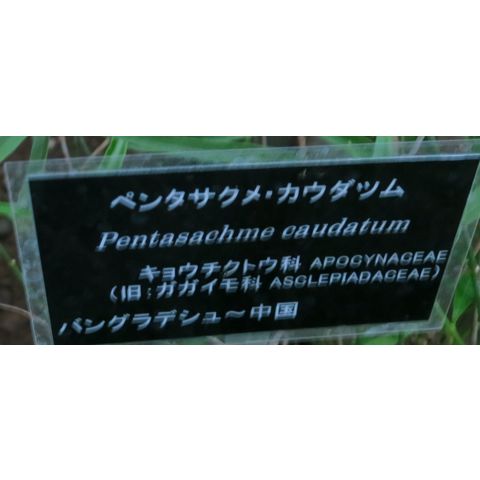 ペンタサクメ・カウダツム
Pentasachme caudatum
キョウチクトウ科 APOCYNACEAE
(旧:ガガイモ科 ASCLEPIADACEAE)
バングラデシュ～中国